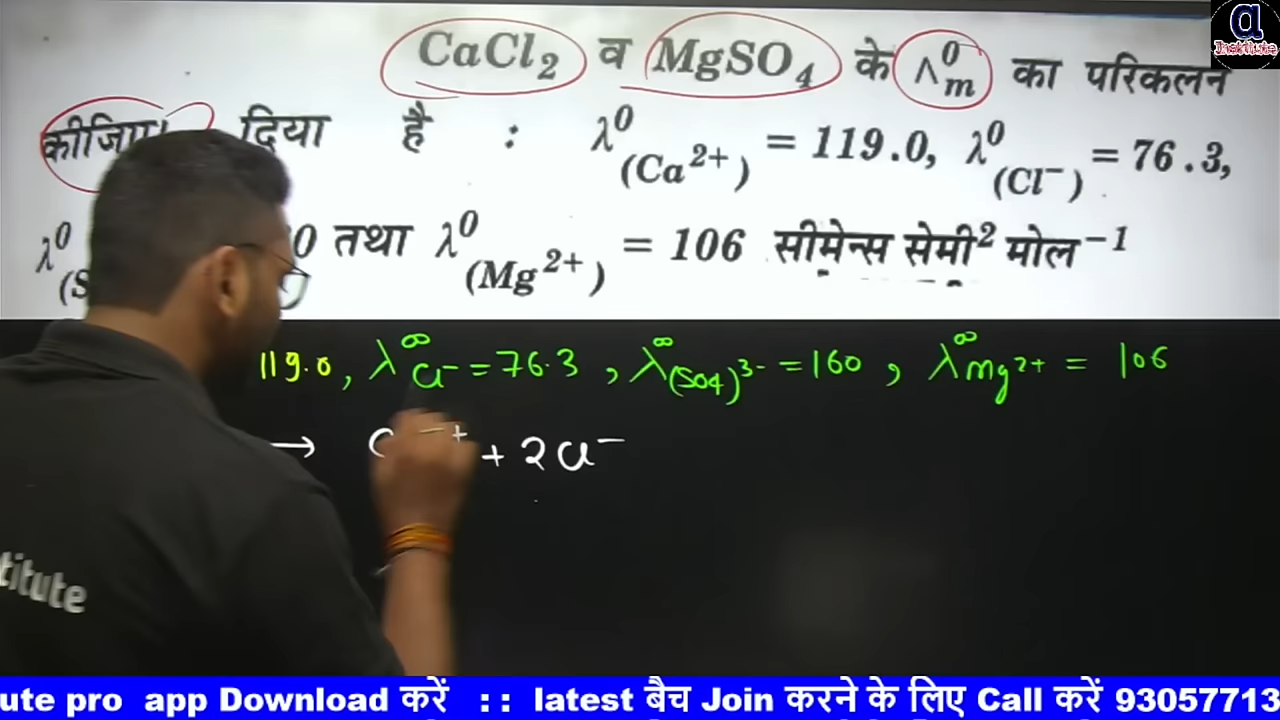 a
Institute
CaCl₂ व MgSO₄ के Λ⁰m का परिकलन
कीजिए। दिया है : λ⁰(Ca²⁺) = 119.0, λ⁰(Cl⁻) = 76.3,
λ⁰(S 0 तथा λ⁰(Mg²⁺) = 106 सीमेन्स सेमी² मोल⁻¹
119.0, λ^∞Cl⁻ = 76.3, λ^∞(SO4)³⁻ = 160, λ^∞Mg²⁺ = 106
→ + 2Cl⁻
titute
ute pro app Download करें :: latest बैच Join करने के लिए Call करें 93057713